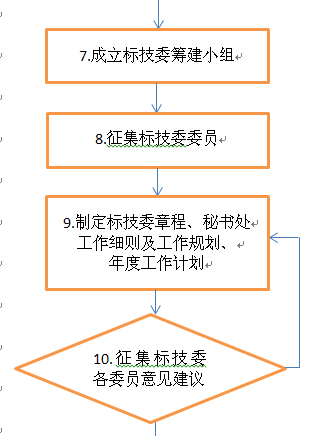 7.成立标技委筹建小组
8.征集标技委委员
9.制定标技委章程、秘书处
工作细则及工作规划、
年度工作计划
10.征集标技委
各委员意见建议